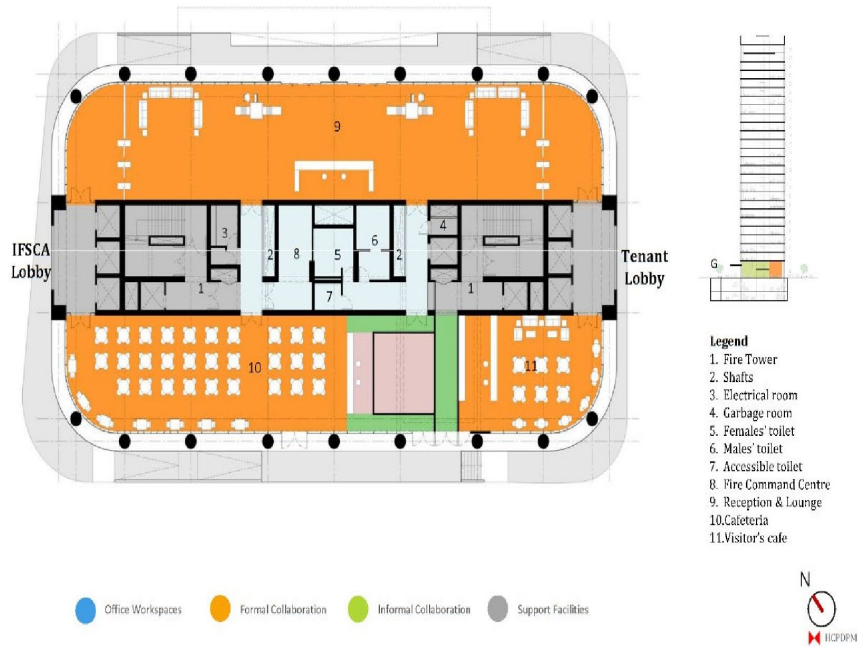 9
IFSCA
Lobby
3
2
8
5
6
2
4
1
7
1
Tenant
Lobby
10
11
G
Legend
1. Fire Tower
2. Shafts
3. Electrical room
4. Garbage room
5. Females' toilet
6. Males' toilet
7. Accessible toilet
8. Fire Command Centre
9. Reception & Lounge
10.Cafeteria
11.Visitor's cafe
Office Workspaces
Formal Collaboration
Informal Collaboration
Support Facilities
N
HCPDPM